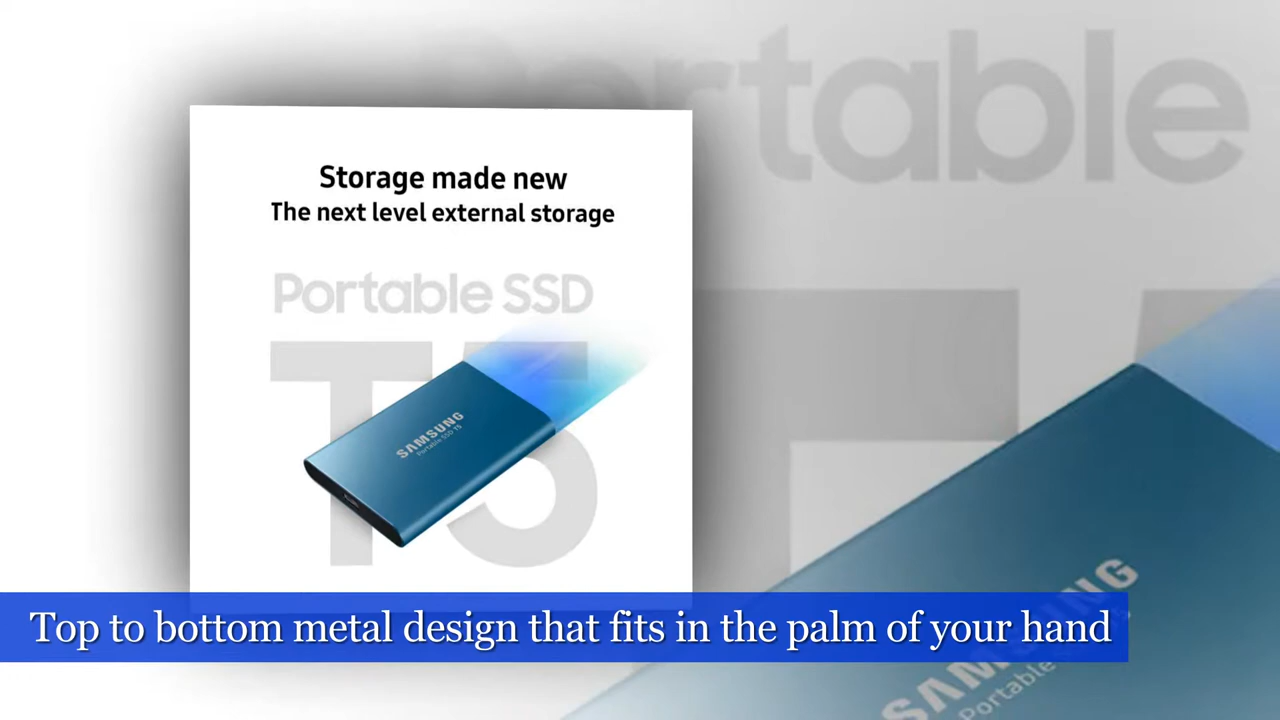 Storage made new
The next level external storage
Portable SSD
T5
SAMSUNG
Portable SSD T5
Portable
SAMSUNG
Portable
Top to bottom metal design that fits in the palm of your hand